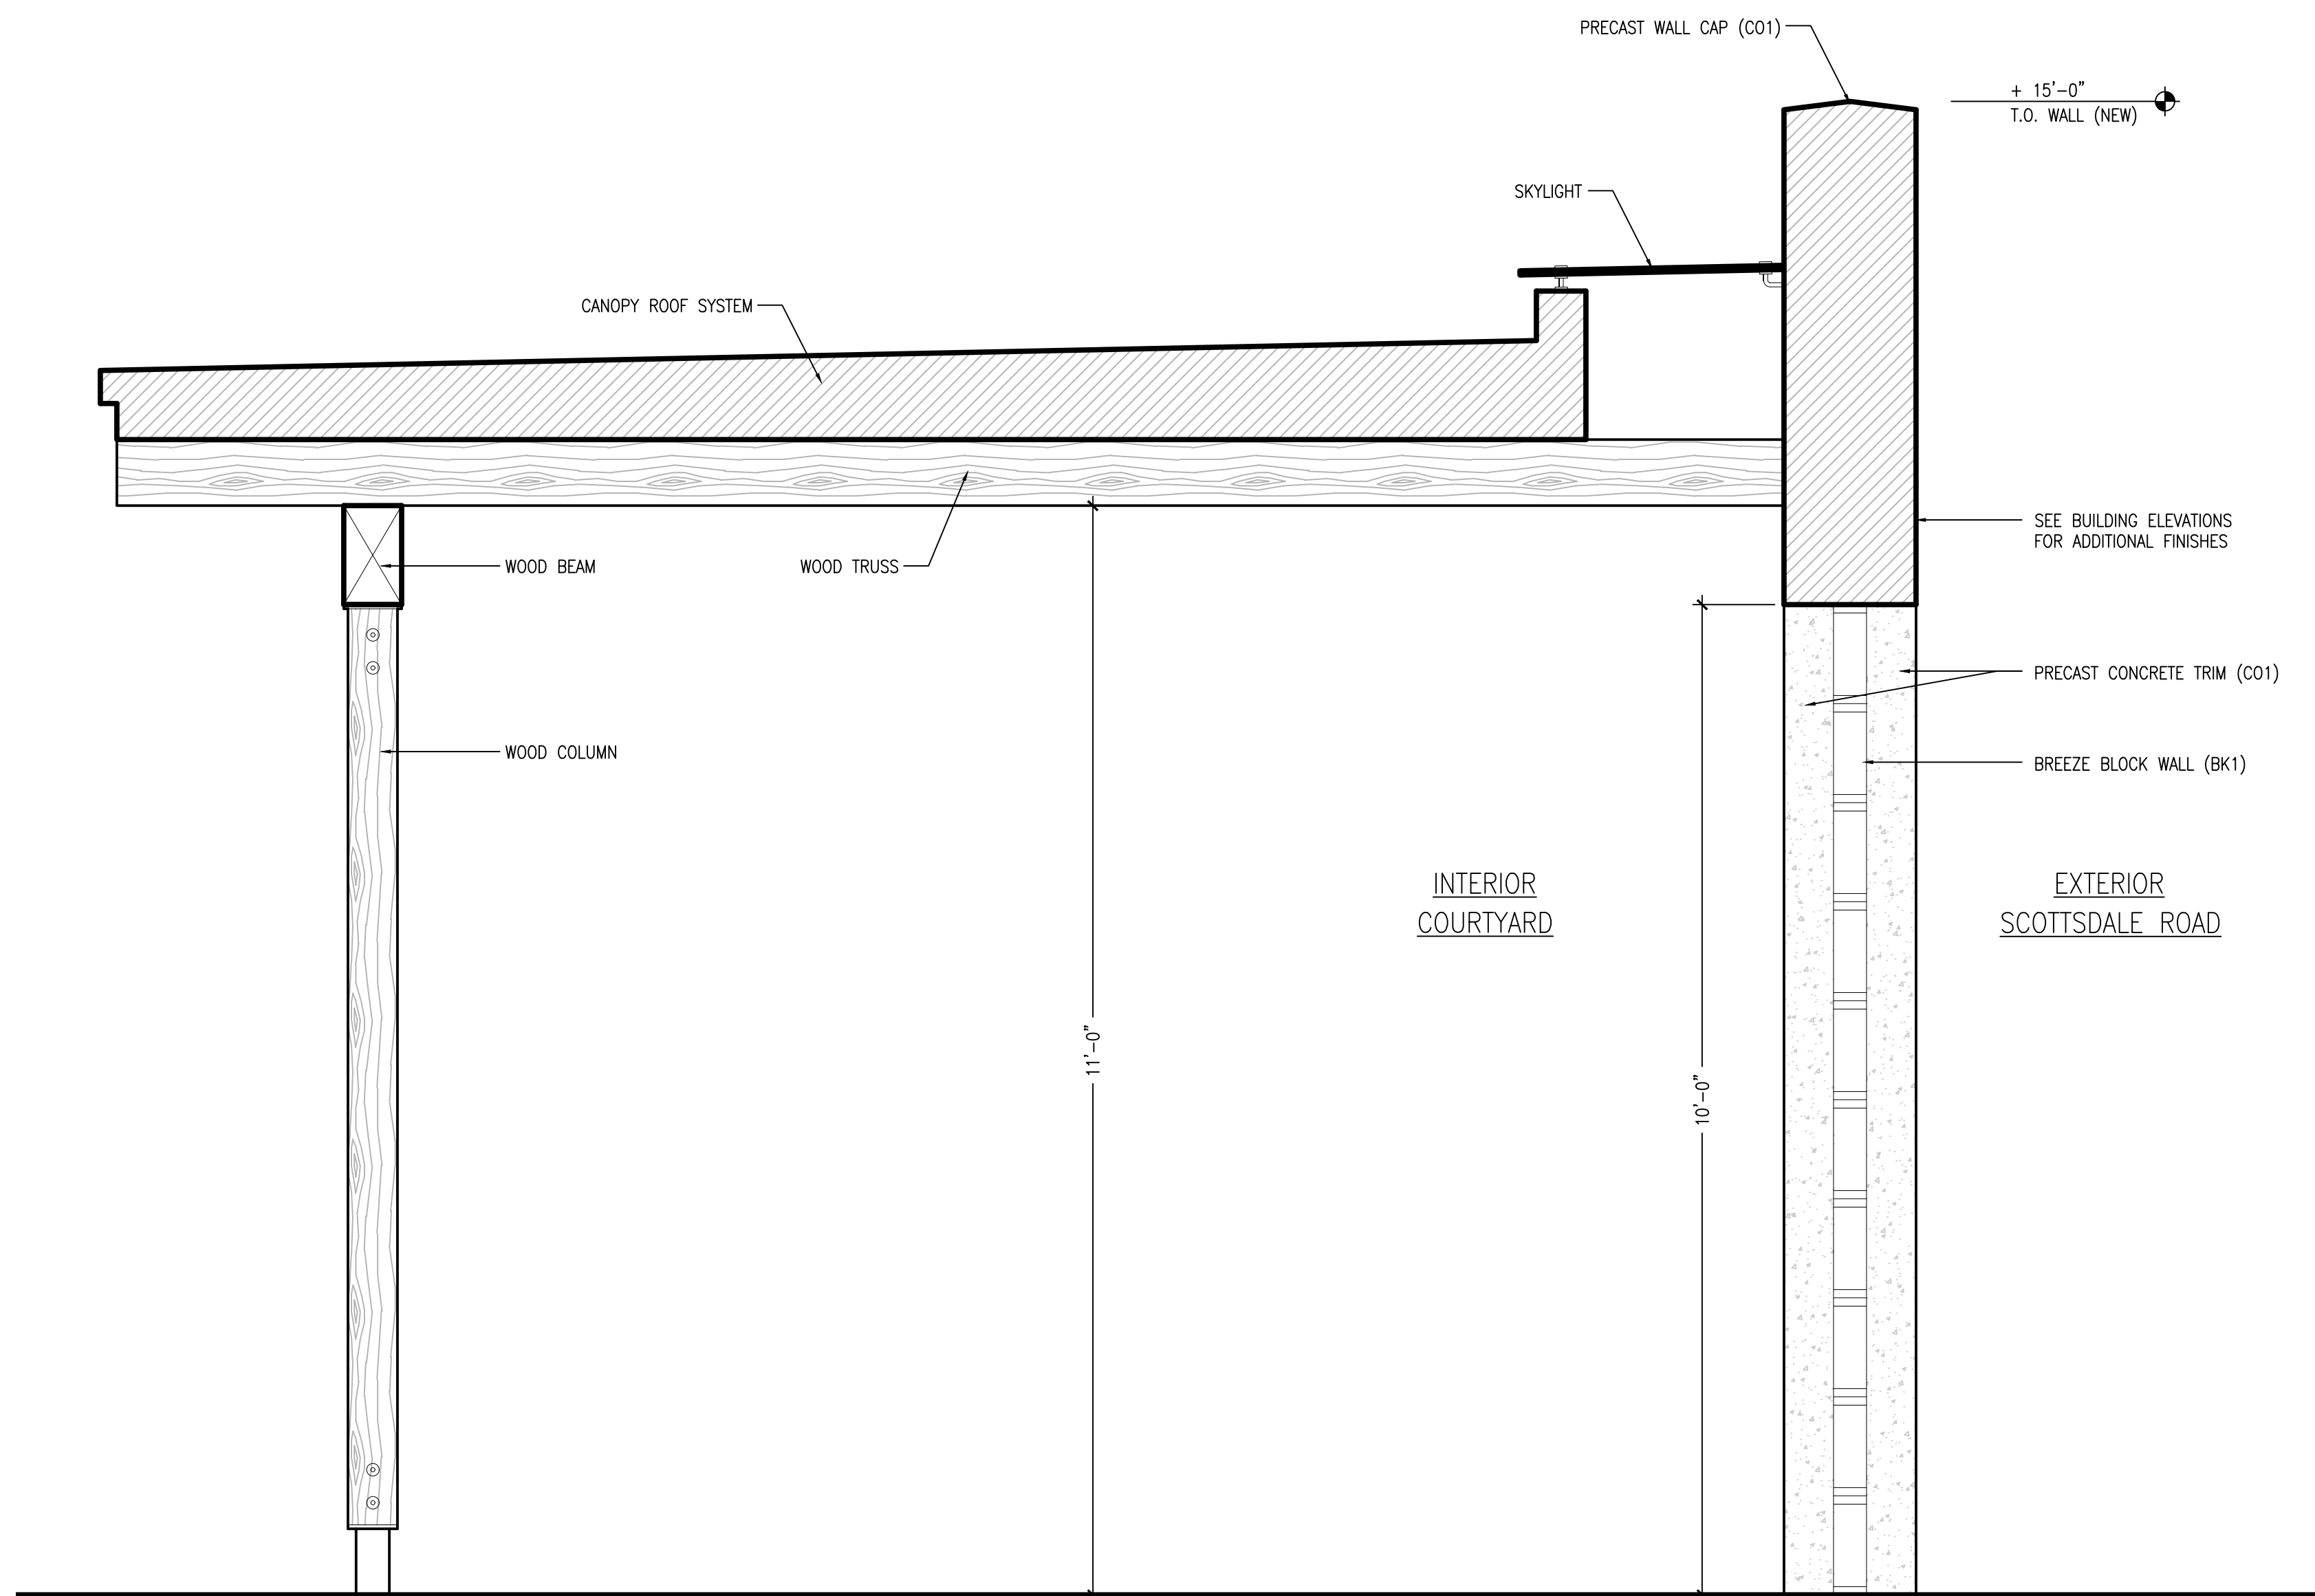 PRECAST WALL CAP (CO1)
+ 15'-0"
T.O. WALL (NEW)
SKYLIGHT
CANOPY ROOF SYSTEM
SEE BUILDING ELEVATIONS
FOR ADDITIONAL FINISHES
WOOD BEAM
WOOD TRUSS
PRECAST CONCRETE TRIM (CO1)
WOOD COLUMN
BREEZE BLOCK WALL (BK1)
INTERIOR
COURTYARD
EXTERIOR
SCOTTSDALE ROAD
11'-0"
10'-0"